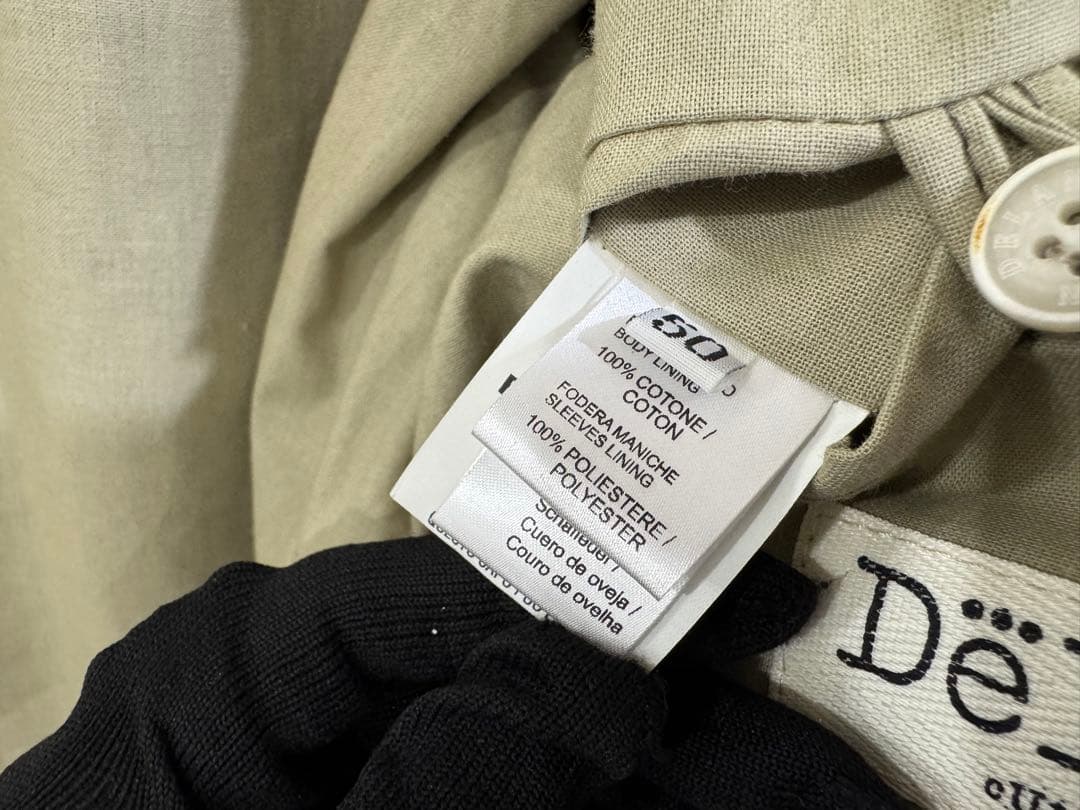 50
BODY LINING
100% COTONE /
COTON
FODERA MANICHE
SLEEVES LINING
100% POLIESTERE /
POLYESTER
Schafleder /
Cuero de oveja /
Couro de ovelha
Dë